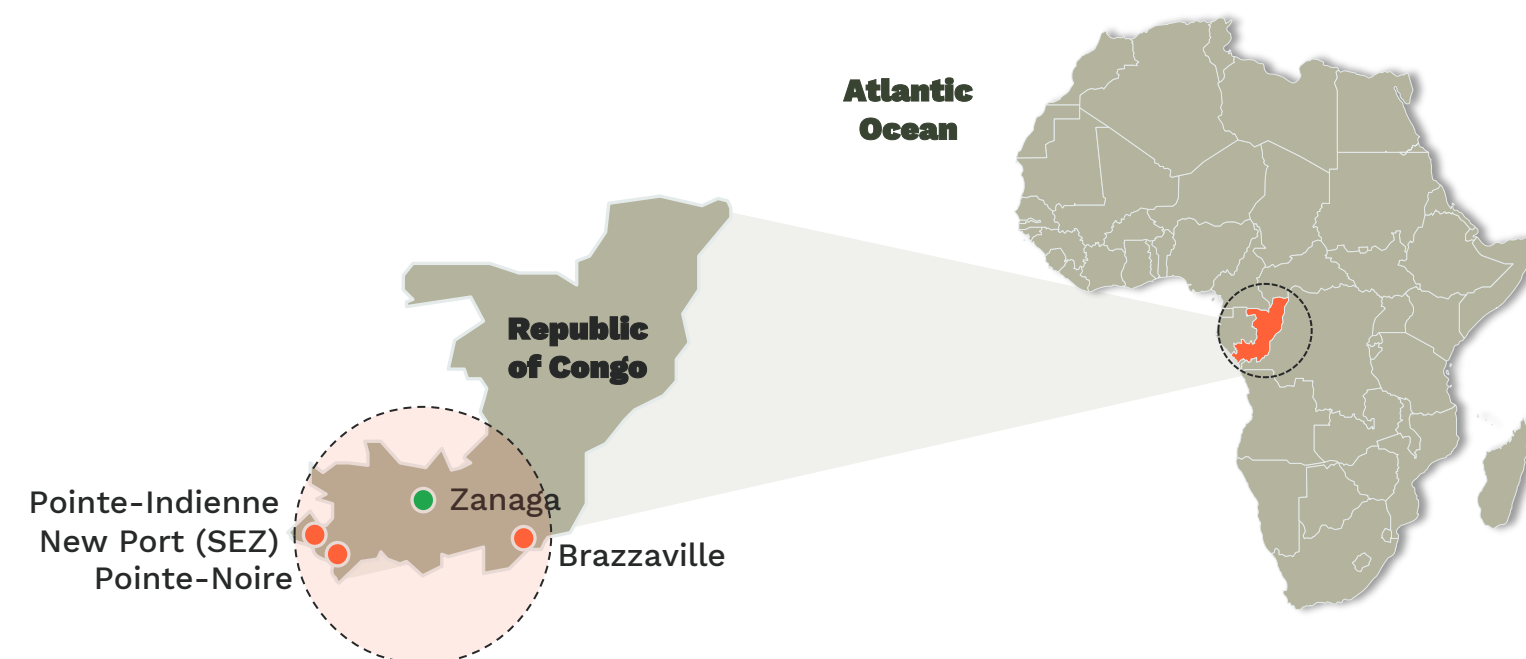 Atlantic
Ocean
Republic
of Congo
Zanaga
Pointe-Indienne
New Port (SEZ)
Pointe-Noire
Brazzaville